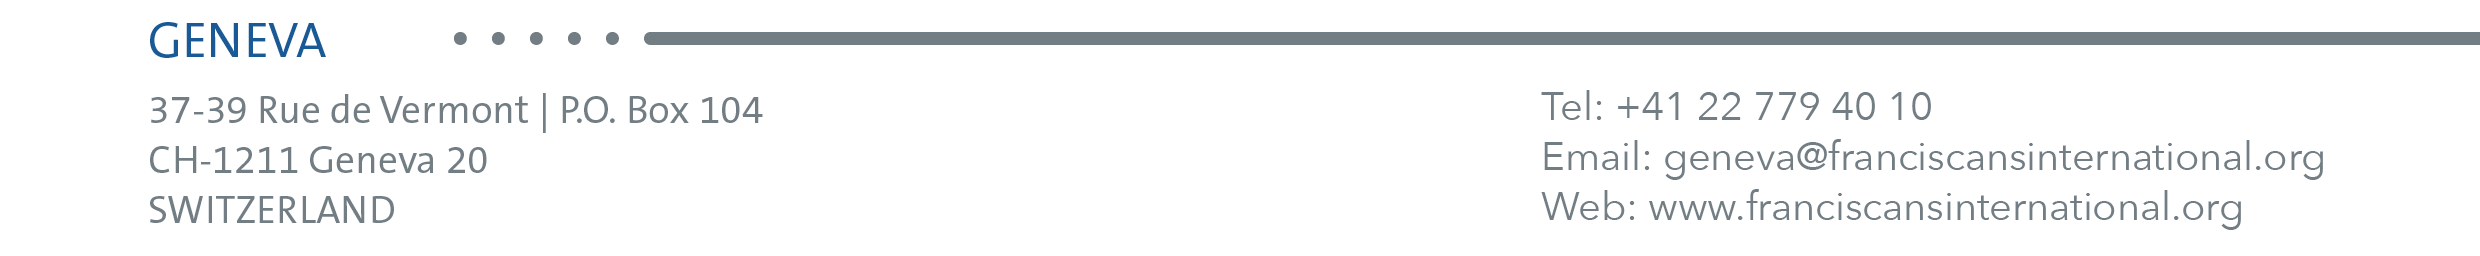 GENEVA
37-39 Rue de Vermont | P.O. Box 104
CH-1211 Geneva 20
SWITZERLAND
Tel: +41 22 779 40 10
Email: geneva@franciscansinternational.org
Web: www.franciscansinternational.org